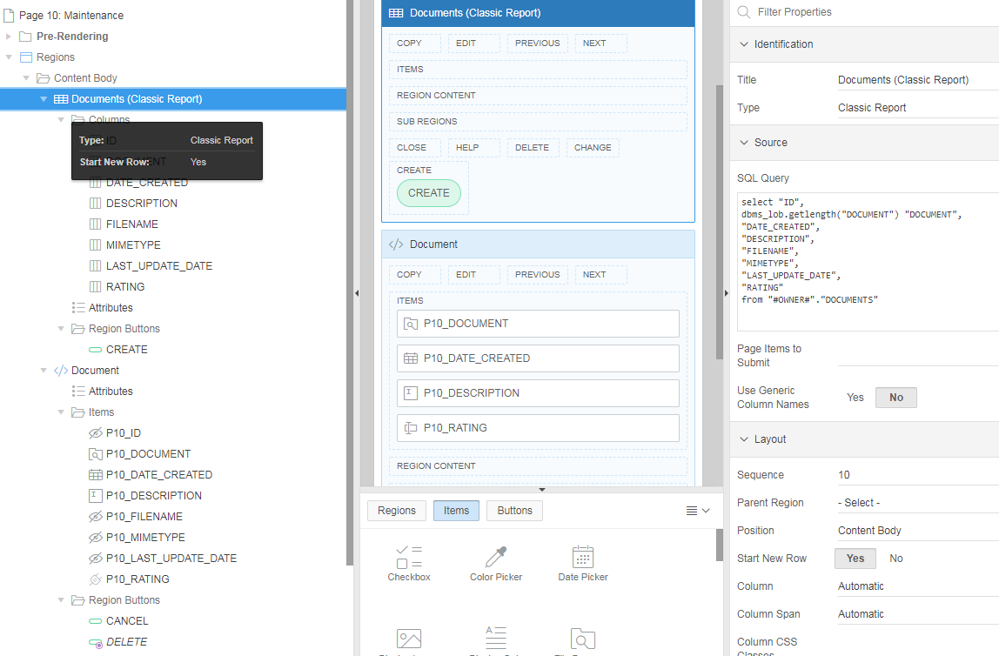 Page 10: Maintenance
Pre-Rendering
Regions
Content Body
Documents (Classic Report)
Columns
Type: ID Classic Report
Start New Row: Yes
DATE_CREATED
DESCRIPTION
FILENAME
MIMETYPE
LAST_UPDATE_DATE
RATING
Attributes
Region Buttons
CREATE
Document
Attributes
Items
P10_ID
P10_DOCUMENT
P10_DATE_CREATED
P10_DESCRIPTION
P10_FILENAME
P10_MIMETYPE
P10_LAST_UPDATE_DATE
P10_RATING
Region Buttons
CANCEL
DELETE
Documents (Classic Report)
COPY EDIT PREVIOUS NEXT
ITEMS
REGION CONTENT
SUB REGIONS
CLOSE HELP DELETE CHANGE
CREATE
CREATE
Document
COPY EDIT PREVIOUS NEXT
ITEMS
P10_DOCUMENT
P10_DATE_CREATED
P10_DESCRIPTION
P10_RATING
REGION CONTENT
Regions Items Buttons
Checkbox Color Picker Date Picker
Filter Properties
Identification
Title Documents (Classic Report)
Type Classic Report
Source
SQL Query
select "ID",
dbms_lob.getlength("DOCUMENT") "DOCUMENT",
"DATE_CREATED",
"DESCRIPTION",
"FILENAME",
"MIMETYPE",
"LAST_UPDATE_DATE",
"RATING"
from "#OWNER#"."DOCUMENTS"
Page Items to
Submit
Use Generic
Column Names Yes No
Layout
Sequence 10
Parent Region - Select -
Position Content Body
Start New Row Yes No
Column Automatic
Column Span Automatic
Column CSS
Classes